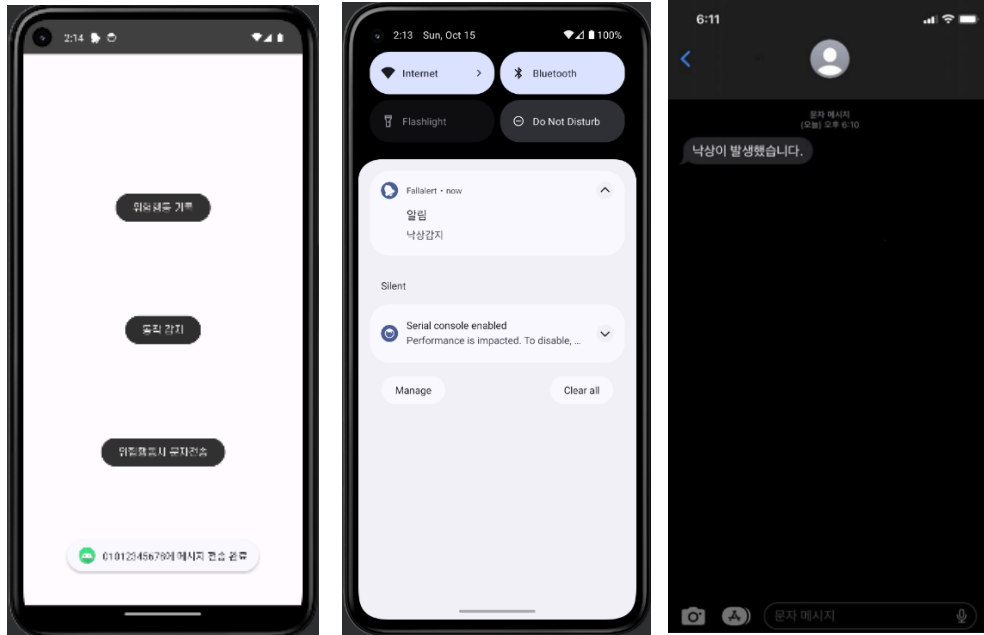 2:14
위험행동 기록
동작 감지
위험행동시 문자전송
01012345678에 메시지 전송 완료
2:13 Sun, Oct 15
100%
Internet
Bluetooth
Flashlight
Do Not Disturb
Fallalert • now
알림
낙상감지
Silent
Serial console enabled
Performance is impacted. To disable, ...
Manage
Clear all
6:11
문자 메시지
(오늘) 오후 6:10
낙상이 발생했습니다.
문자 메시지